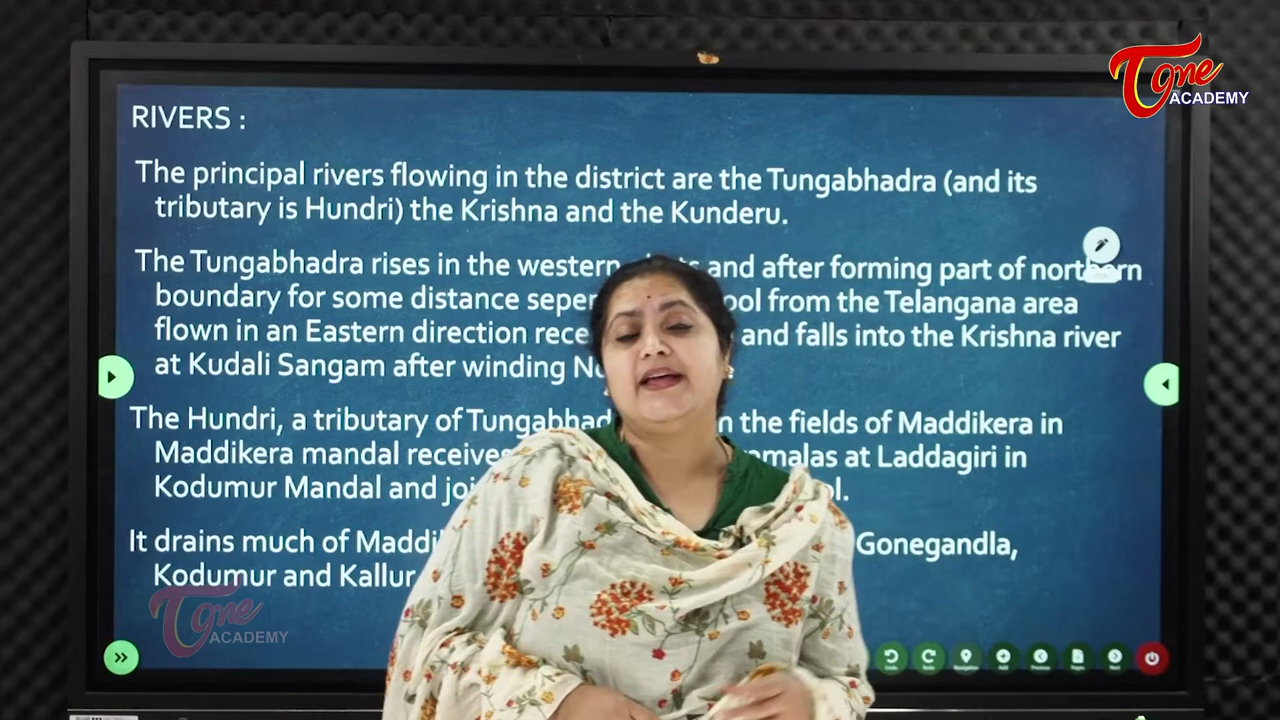 Tone
ACADEMY
RIVERS :
The principal rivers flowing in the district are the Tungabhadra (and its
tributary is Hundri) the Krishna and the Kunderu.
The Tungabhadra rises in the western and after forming part of northern
boundary for some distance from the Telangana area
flown in an Eastern direction and falls into the Krishna river
at Kudali Sangam after winding
The Hundri, a tributary of the fields of Maddikera in
Maddikera mandal receives at Laddagiri in
Kodumur Mandal and
It drains much of Gonegandla,
Kodumur and Kallur
Tone
ACADEMY